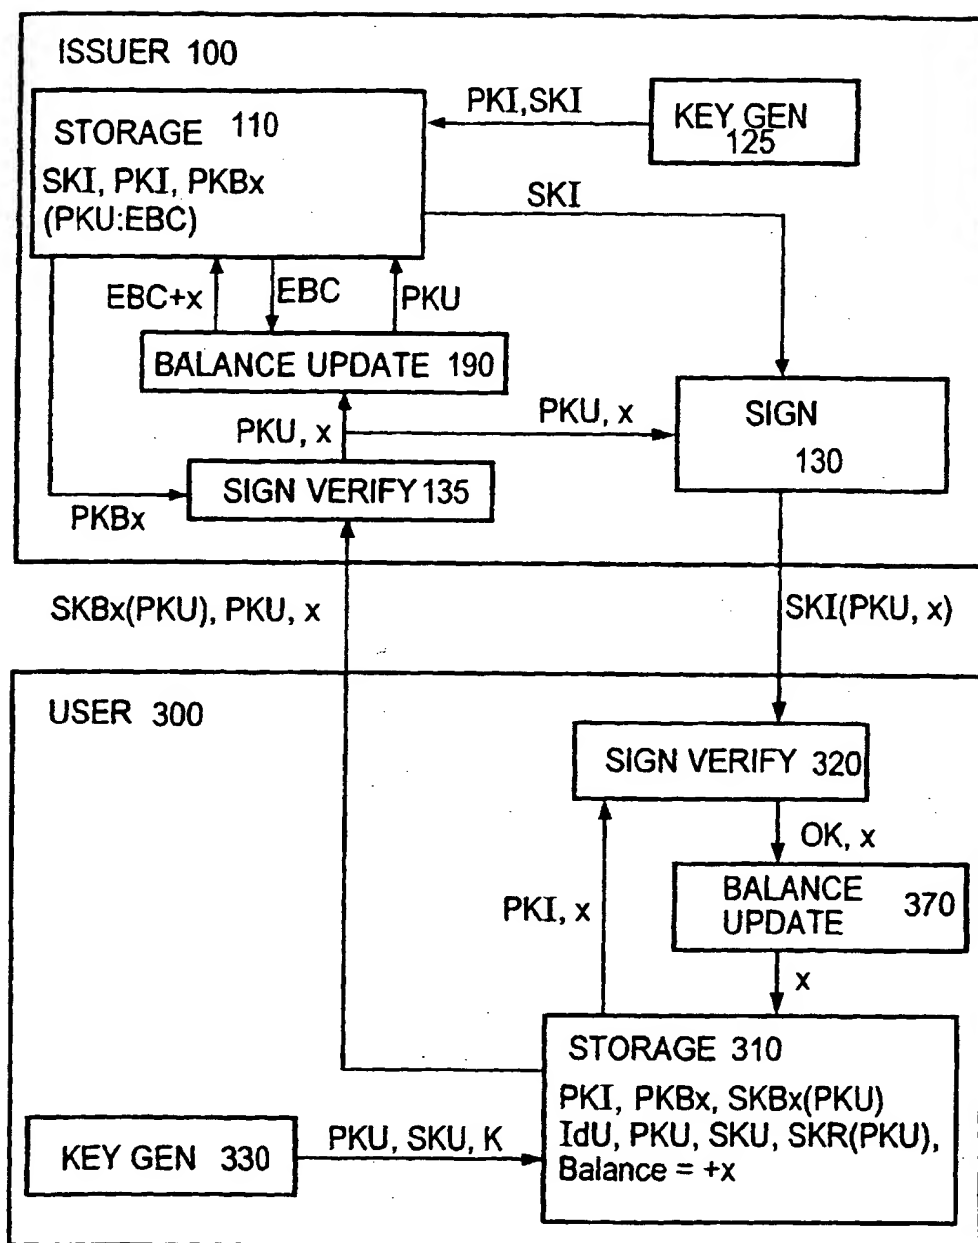 ISSUER 100
STORAGE 110
SKI, PKI, PKBx
(PKU:EBC)
PKI,SKI
KEY GEN
125
SKI
EBC+x
EBC
PKU
BALANCE UPDATE 190
PKU, x
PKU, x
SIGN
130
SIGN VERIFY 135
PKBx
SKBx(PKU), PKU, x
SKI(PKU, x)
USER 300
SIGN VERIFY 320
OK, x
PKI, x
BALANCE
UPDATE
370
x
STORAGE 310
PKI, PKBx, SKBx(PKU)
IdU, PKU, SKU, SKR(PKU),
Balance = +x
KEY GEN 330
PKU, SKU, K